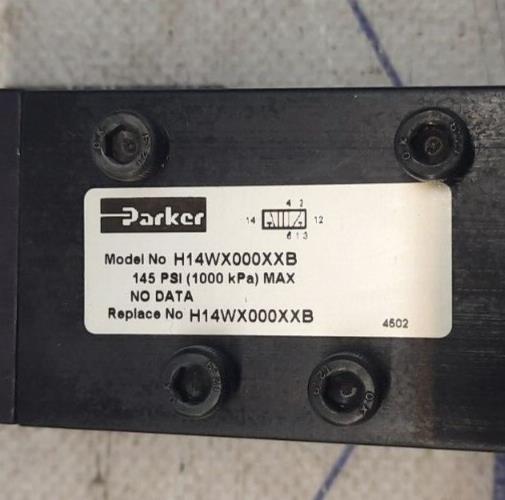 Parker
4 2
14 12
5 1 3
Model No H14WX000XXB
145 PSI (1000 kPa) MAX
NO DATA
Replace No H14WX000XXB
4502